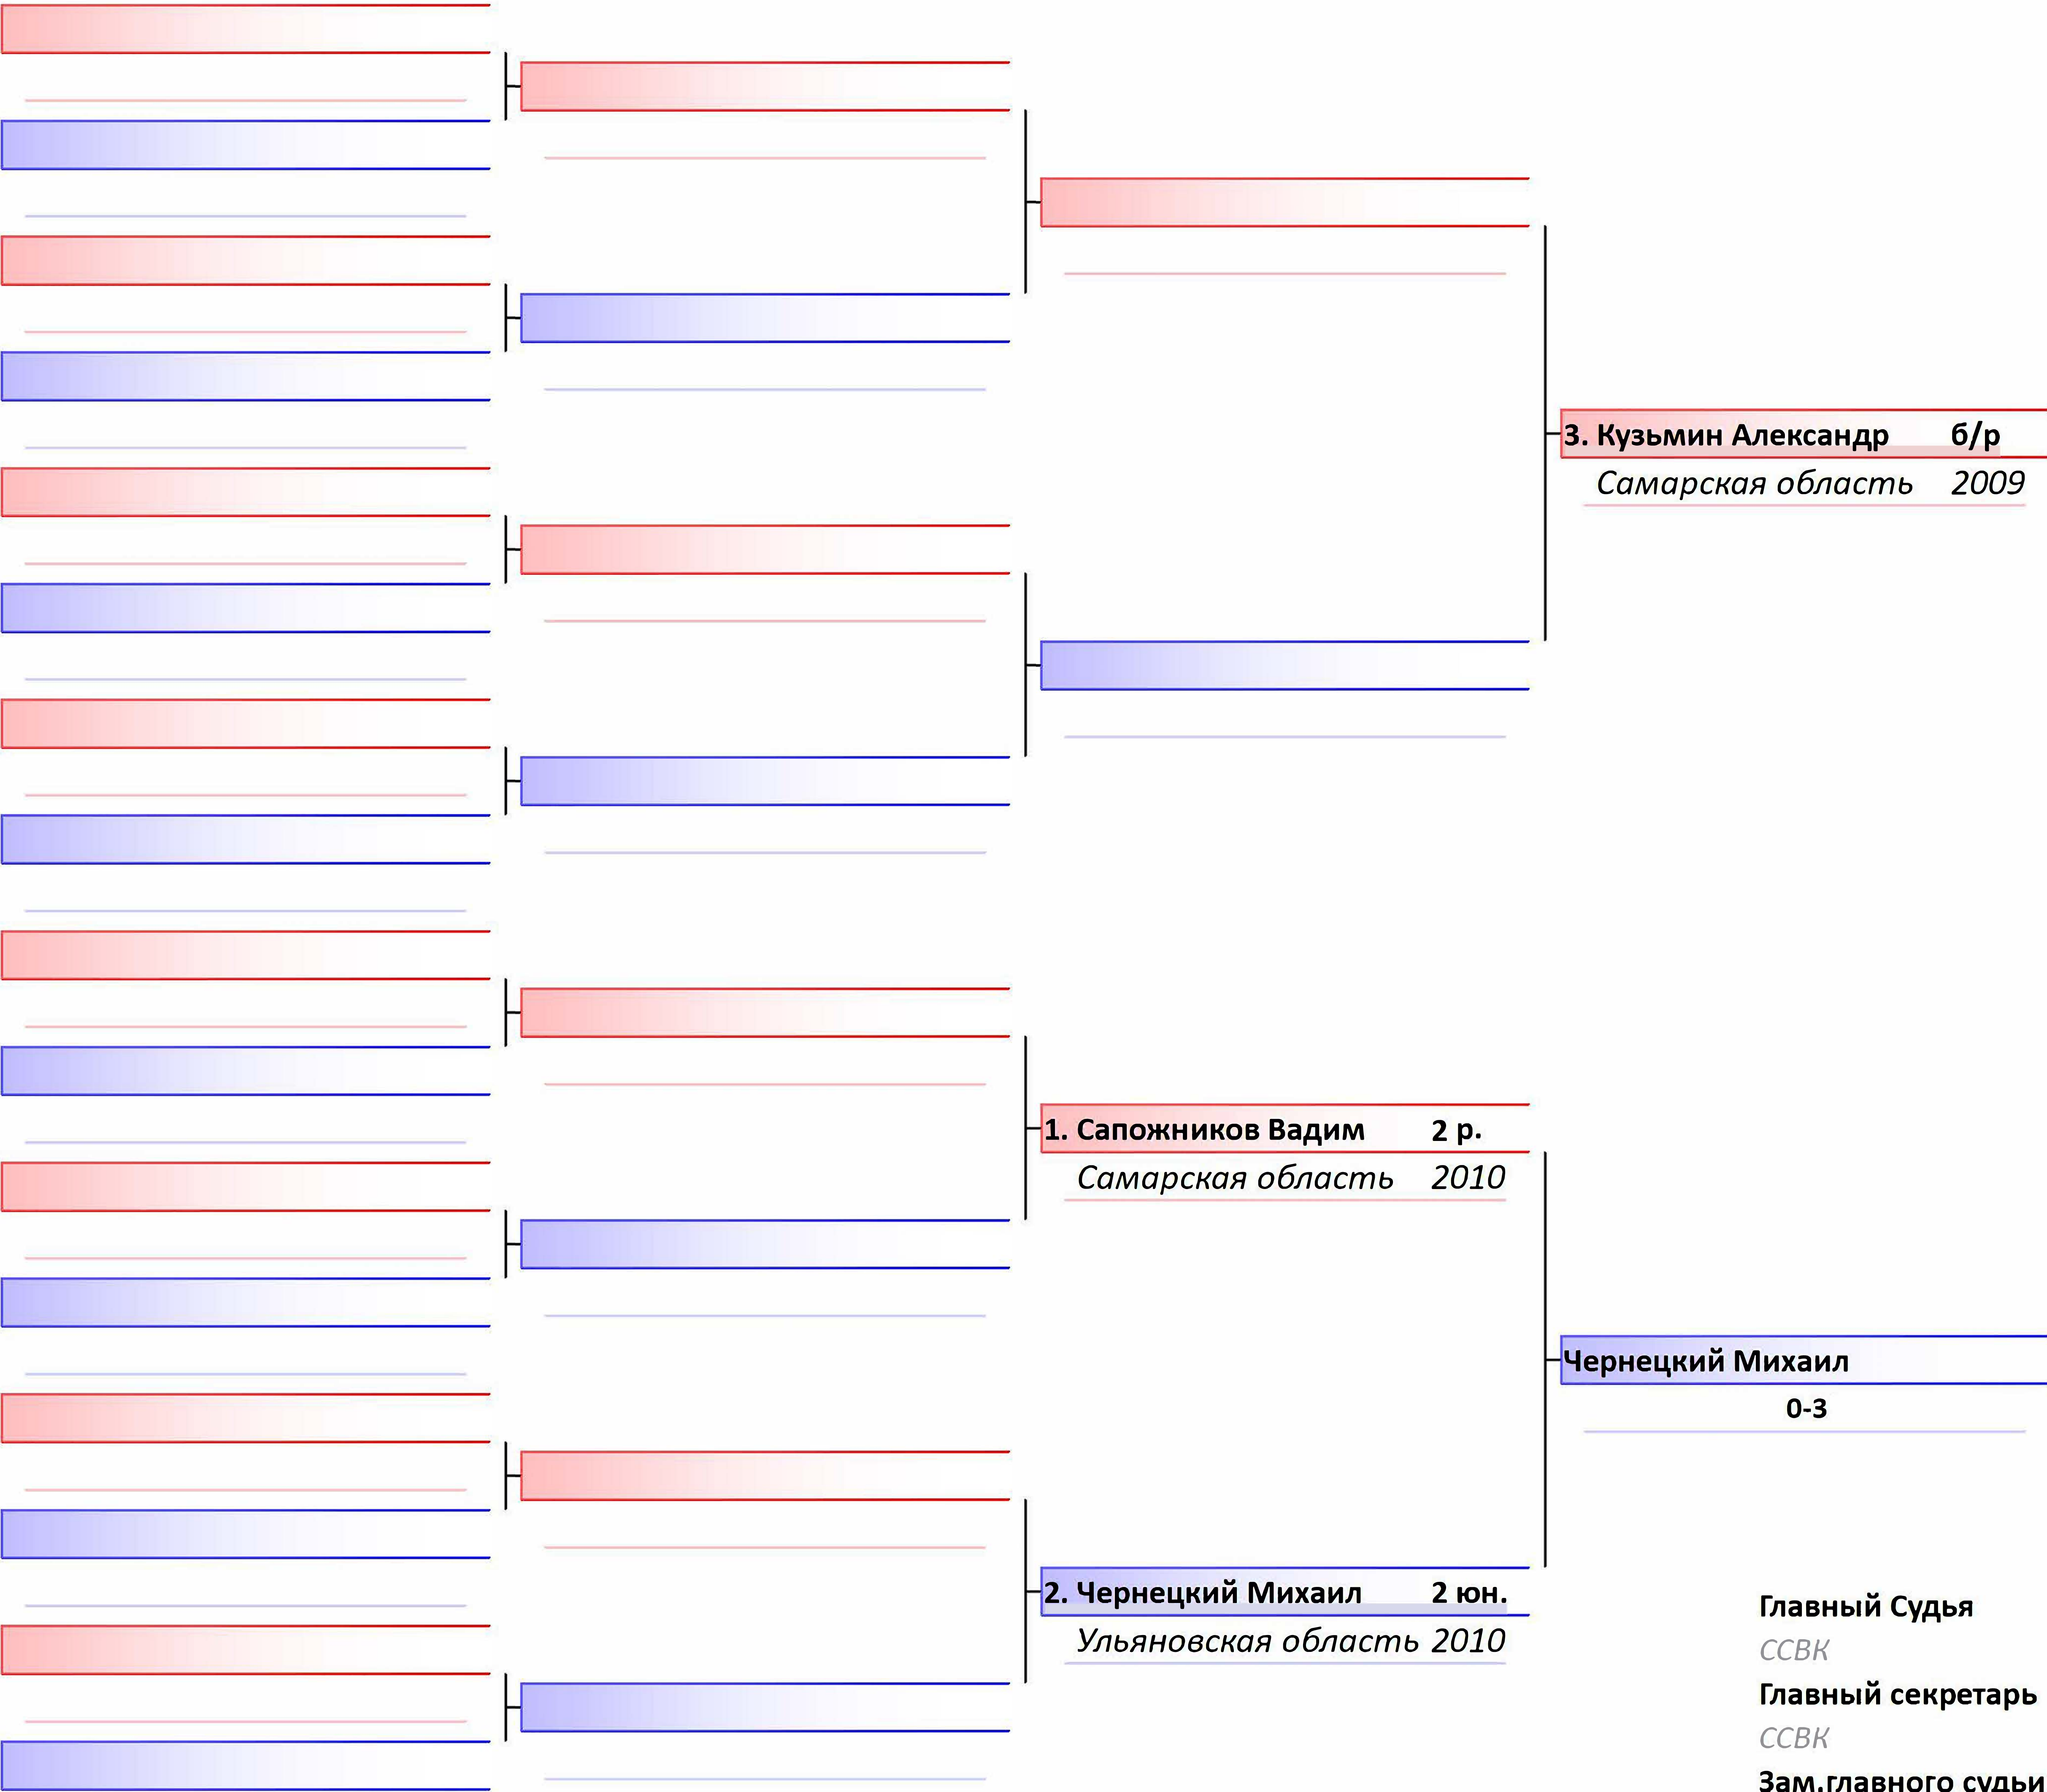 3. Кузьмин Александр б/р
Самарская область 2009
1. Сапожников Вадим 2 р.
Самарская область 2010
Чернецкий Михаил
0-3
2. Чернецкий Михаил 2 юн.
Ульяновская область 2010
Главный Судья
ССВК
Главный секретарь
ССВК
Зам.главного судьи